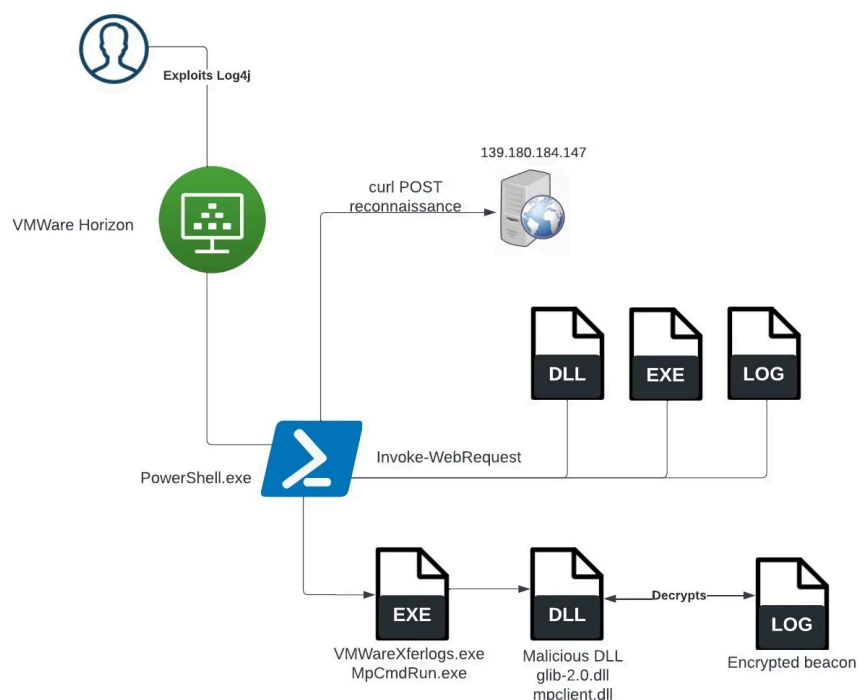 Exploits Log4j
139.180.184.147
curl POST
reconnaissance
VMWare Horizon
DLL
EXE
LOG
Invoke-WebRequest
PowerShell.exe
EXE
DLL
Decrypts
LOG
VMWareXferlogs.exe
MpCmdRun.exe
Malicious DLL
glib-2.0.dll
mpclient.dll
Encrypted beacon